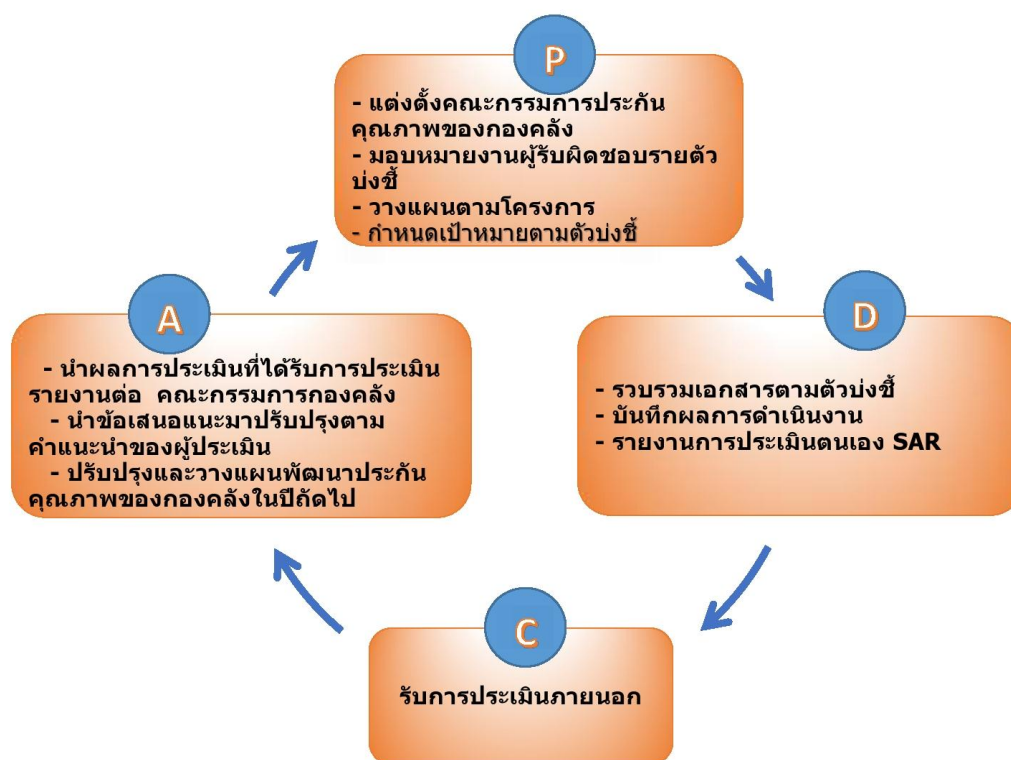 P
- แต่งตั้งคณะกรรมการประกัน
คุณภาพของกองคลัง
- มอบหมายงานผู้รับผิดชอบรายตัว
บ่งชี้
- วางแผนตามโครงการ
- กำหนดเป้าหมายตามตัวบ่งชี้
D
- รวบรวมเอกสารตามตัวบ่งชี้
- บันทึกผลการดำเนินงาน
- รายงานการประเมินตนเอง SAR
C
รับการประเมินภายนอก
A
- นำผลการประเมินที่ได้รับการประเมิน
รายงานต่อ คณะกรรมการกองคลัง
- นำข้อเสนอแนะมาปรับปรุงตาม
คำแนะนำของผู้ประเมิน
- ปรับปรุงและวางแผนพัฒนาประกัน
คุณภาพของกองคลังในปีถัดไป